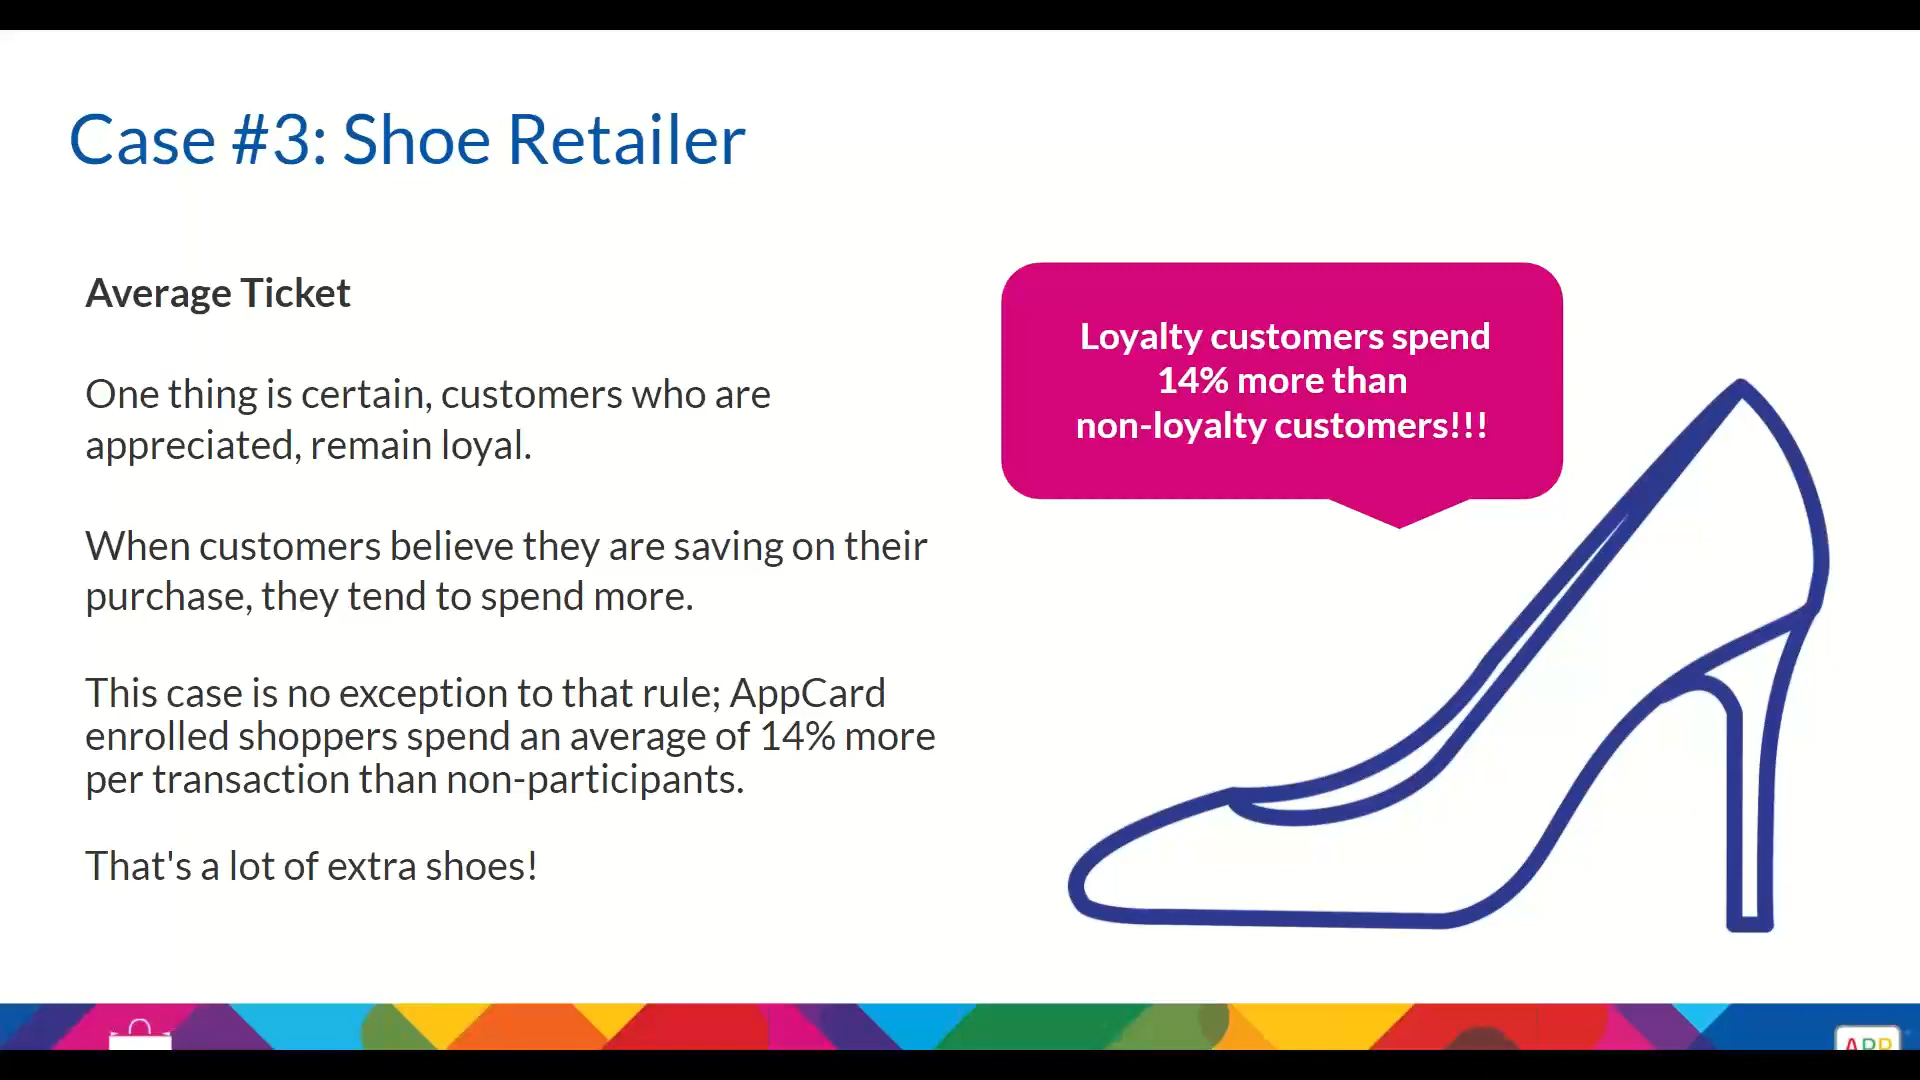 Case #3: Shoe Retailer
Average Ticket
One thing is certain, customers who are
appreciated, remain loyal.
When customers believe they are saving on their
purchase, they tend to spend more.
This case is no exception to that rule; AppCard
enrolled shoppers spend an average of 14% more
per transaction than non-participants.
That's a lot of extra shoes!
Loyalty customers spend
14% more than
non-loyalty customers!!!
APP